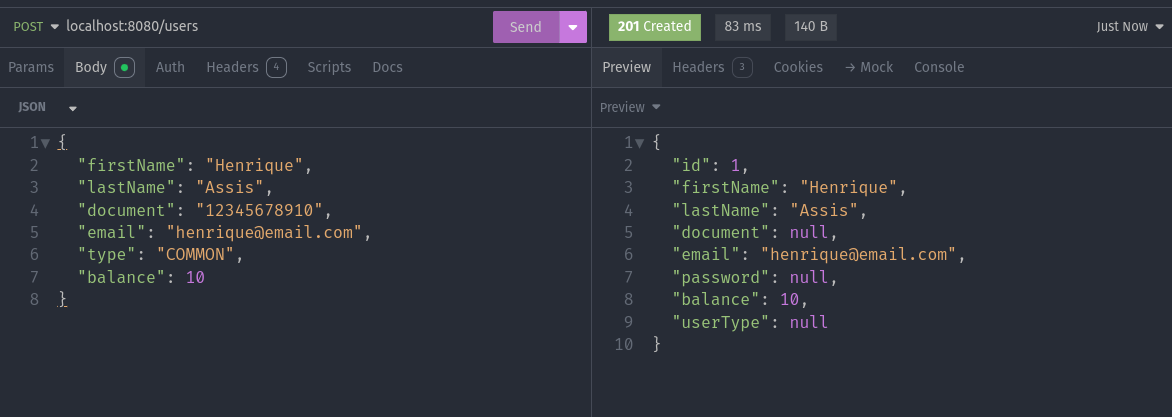 POST localhost:8080/users Send 201 Created 83 ms 140 B Just Now
Params Body Auth Headers 4 Scripts Docs Preview Headers 3 Cookies → Mock Console
JSON Preview
1 {
2 "firstName": "Henrique",
3 "lastName": "Assis",
4 "document": "12345678910",
5 "email": "henrique@email.com",
6 "type": "COMMON",
7 "balance": 10
8 }
1 {
2 "id": 1,
3 "firstName": "Henrique",
4 "lastName": "Assis",
5 "document": null,
6 "email": "henrique@email.com",
7 "password": null,
8 "balance": 10,
9 "userType": null
10 }